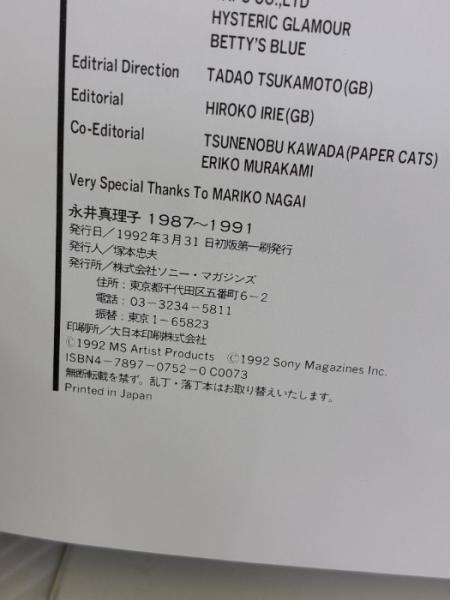 CO.,LTD
HYSTERIC GLAMOUR
BETTY'S BLUE
Editrial Direction TADAO TSUKAMOTO(GB)
Editorial HIROKO IRIE(GB)
Co-Editorial TSUNENOBU KAWADA(PAPER CATS)
ERIKO MURAKAMI
Very Special Thanks To MARIKO NAGAI
永井真理子 1987〜1991
発行日/1992年3月31日初版第一刷発行
発行人/塚本忠夫
発行所/株式会社ソニー・マガジンズ
住所:東京都千代田区五番町6-2
電話:03-3234-5811
振替:東京1-65823
印刷所/大日本印刷株式会社
©1992 MS Artist Products ©1992 Sony Magazines Inc.
ISBN4-7897-0752-0 C0073
無断転載を禁ず。乱丁・落丁本はお取り替えいたします。
Printed in Japan